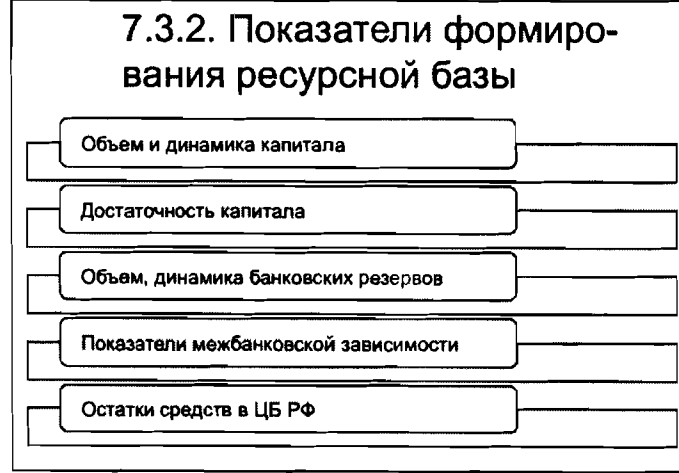 7.3.2. Показатели формиро-
вания ресурсной базы
Объем и динамика капитала
Достаточность капитала
Объем, динамика банковских резервов
Показатели межбанковской зависимости
Остатки средств в ЦБ РФ